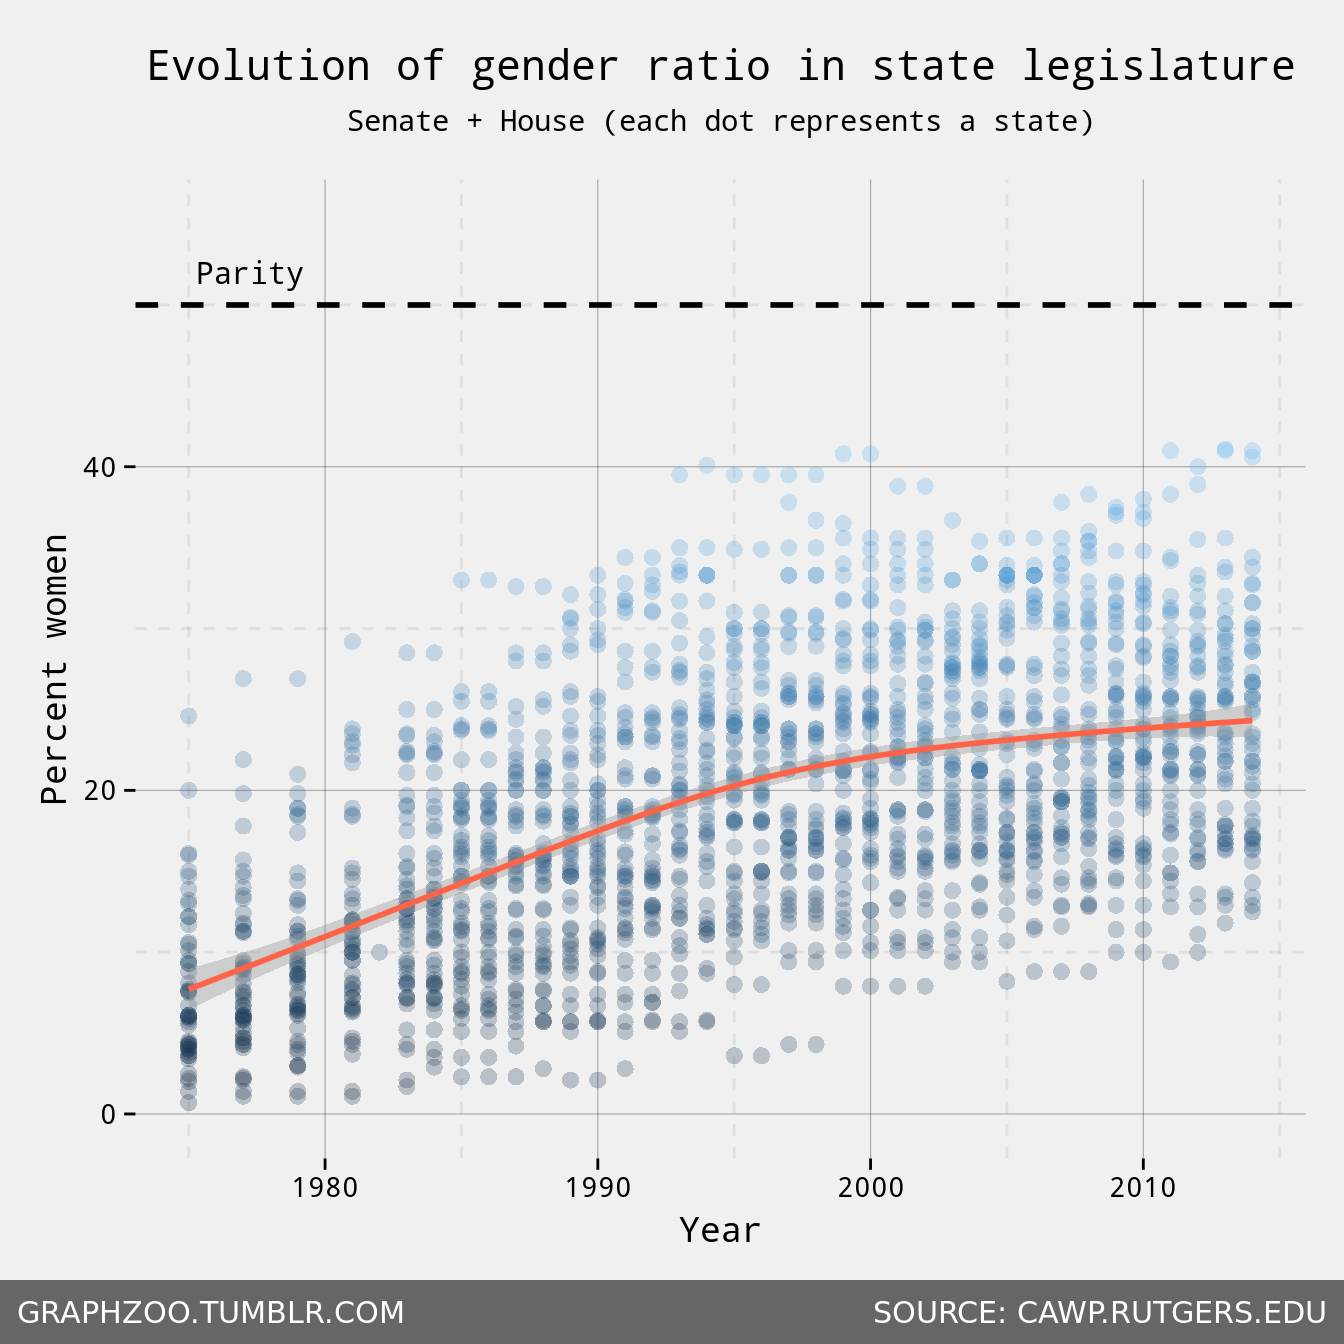 Evolution of gender ratio in state legislature
Senate + House (each dot represents a state)
Parity
40
20
0
Percent women
1980 1990 2000 2010
Year
GRAPHZOO.TUMBLR.COM SOURCE: CAWP.RUTGERS.EDU